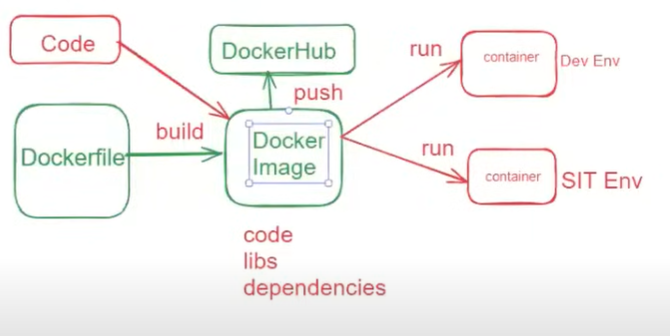 Code
DockerHub
run
container
Dev Env
push
build
Dockerfile
Docker
Image
run
container
SIT Env
code
libs
dependencies